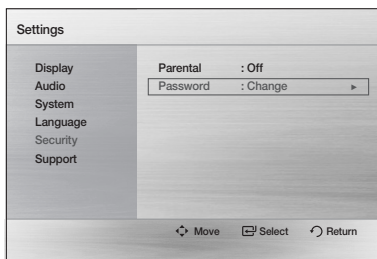 Settings
Display
Audio
System
Language
Security
Support
Parental : Off
Password : Change ►
Move Select Return